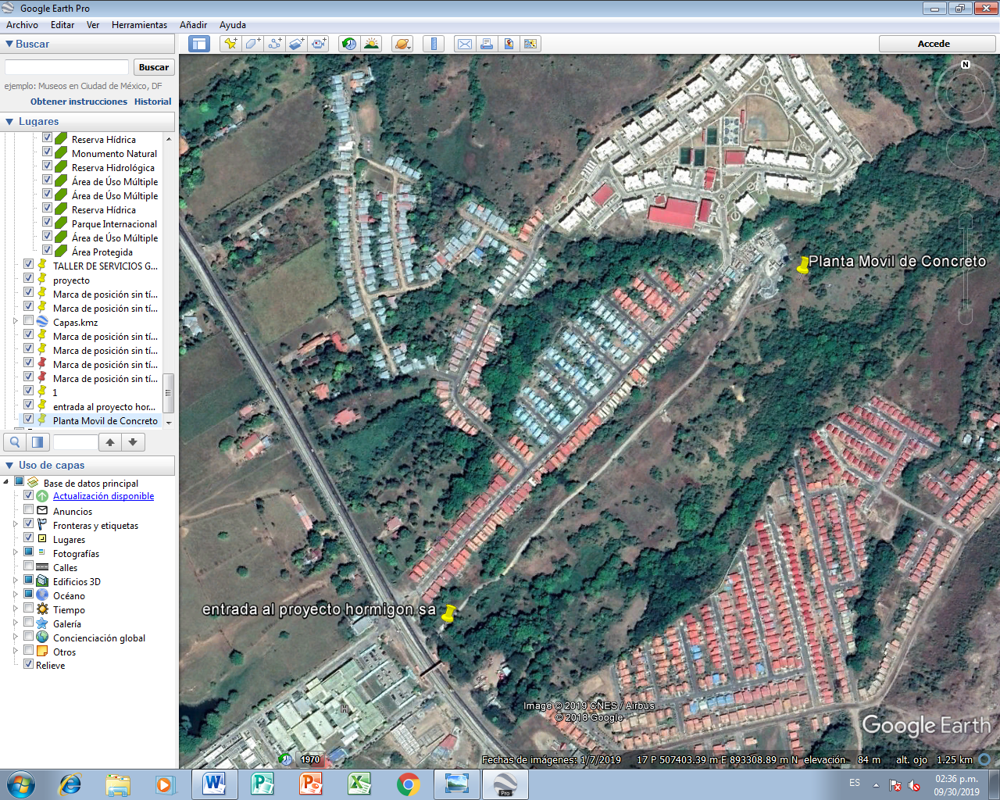 Google Earth Pro
Archivo Editar Ver Herramientas Añadir Ayuda
Buscar
Buscar
ejemplo: Museos en Ciudad de México, DF
Obtener instrucciones Historial
Lugares
Reserva Hídrica
Monumento Natural
Reserva Hidrológica
Área de Úso Múltiple
Área de Úso Múltiple
Reserva Hídrica
Parque Internacional
Área de Úso Múltiple
Área Protegida
TALLER DE SERVICIOS G...
proyecto
Marca de posición sin tí...
Marca de posición sin tí...
Capas.kmz
Marca de posición sin tí...
Marca de posición sin tí...
Marca de posición sin tí...
Marca de posición sin tí...
1
entrada al proyecto hor...
Planta Movil de Concreto
Uso de capas
Base de datos principal
Actualización disponible
Anuncios
Fronteras y etiquetas
Lugares
Fotografías
Calles
Edificios 3D
Océano
Tiempo
Galería
Concienciación global
Otros
Relieve
Accede
N
Planta Movil de Concreto
entrada al proyecto hormigon sa
H
Image © 2019 CNES / Airbus
© 2018 Google
Google Earth
1970
Fechas de imágenes: 1/7/2019 17 P 507403.39 m E 893308.89 m N elevación 84 m alt. ojo 1.25 km
Pro
ES
02:36 p.m.
09/30/2019